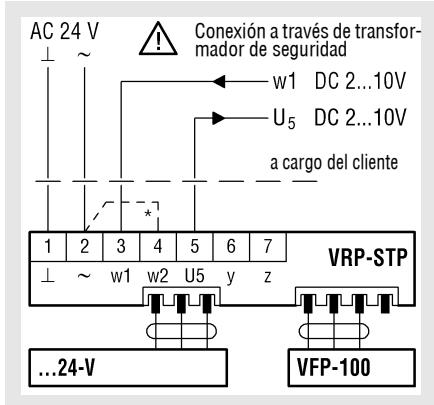 AC 24 V
⊥ ~
Conexión a través de transfor-
mador de seguridad
w1 DC 2...10V
U5 DC 2...10V
a cargo del cliente
*
1 2 3 4 5 6 7
⊥ ~ w1 w2 U5 y z
VRP-STP
...24-V
VFP-100